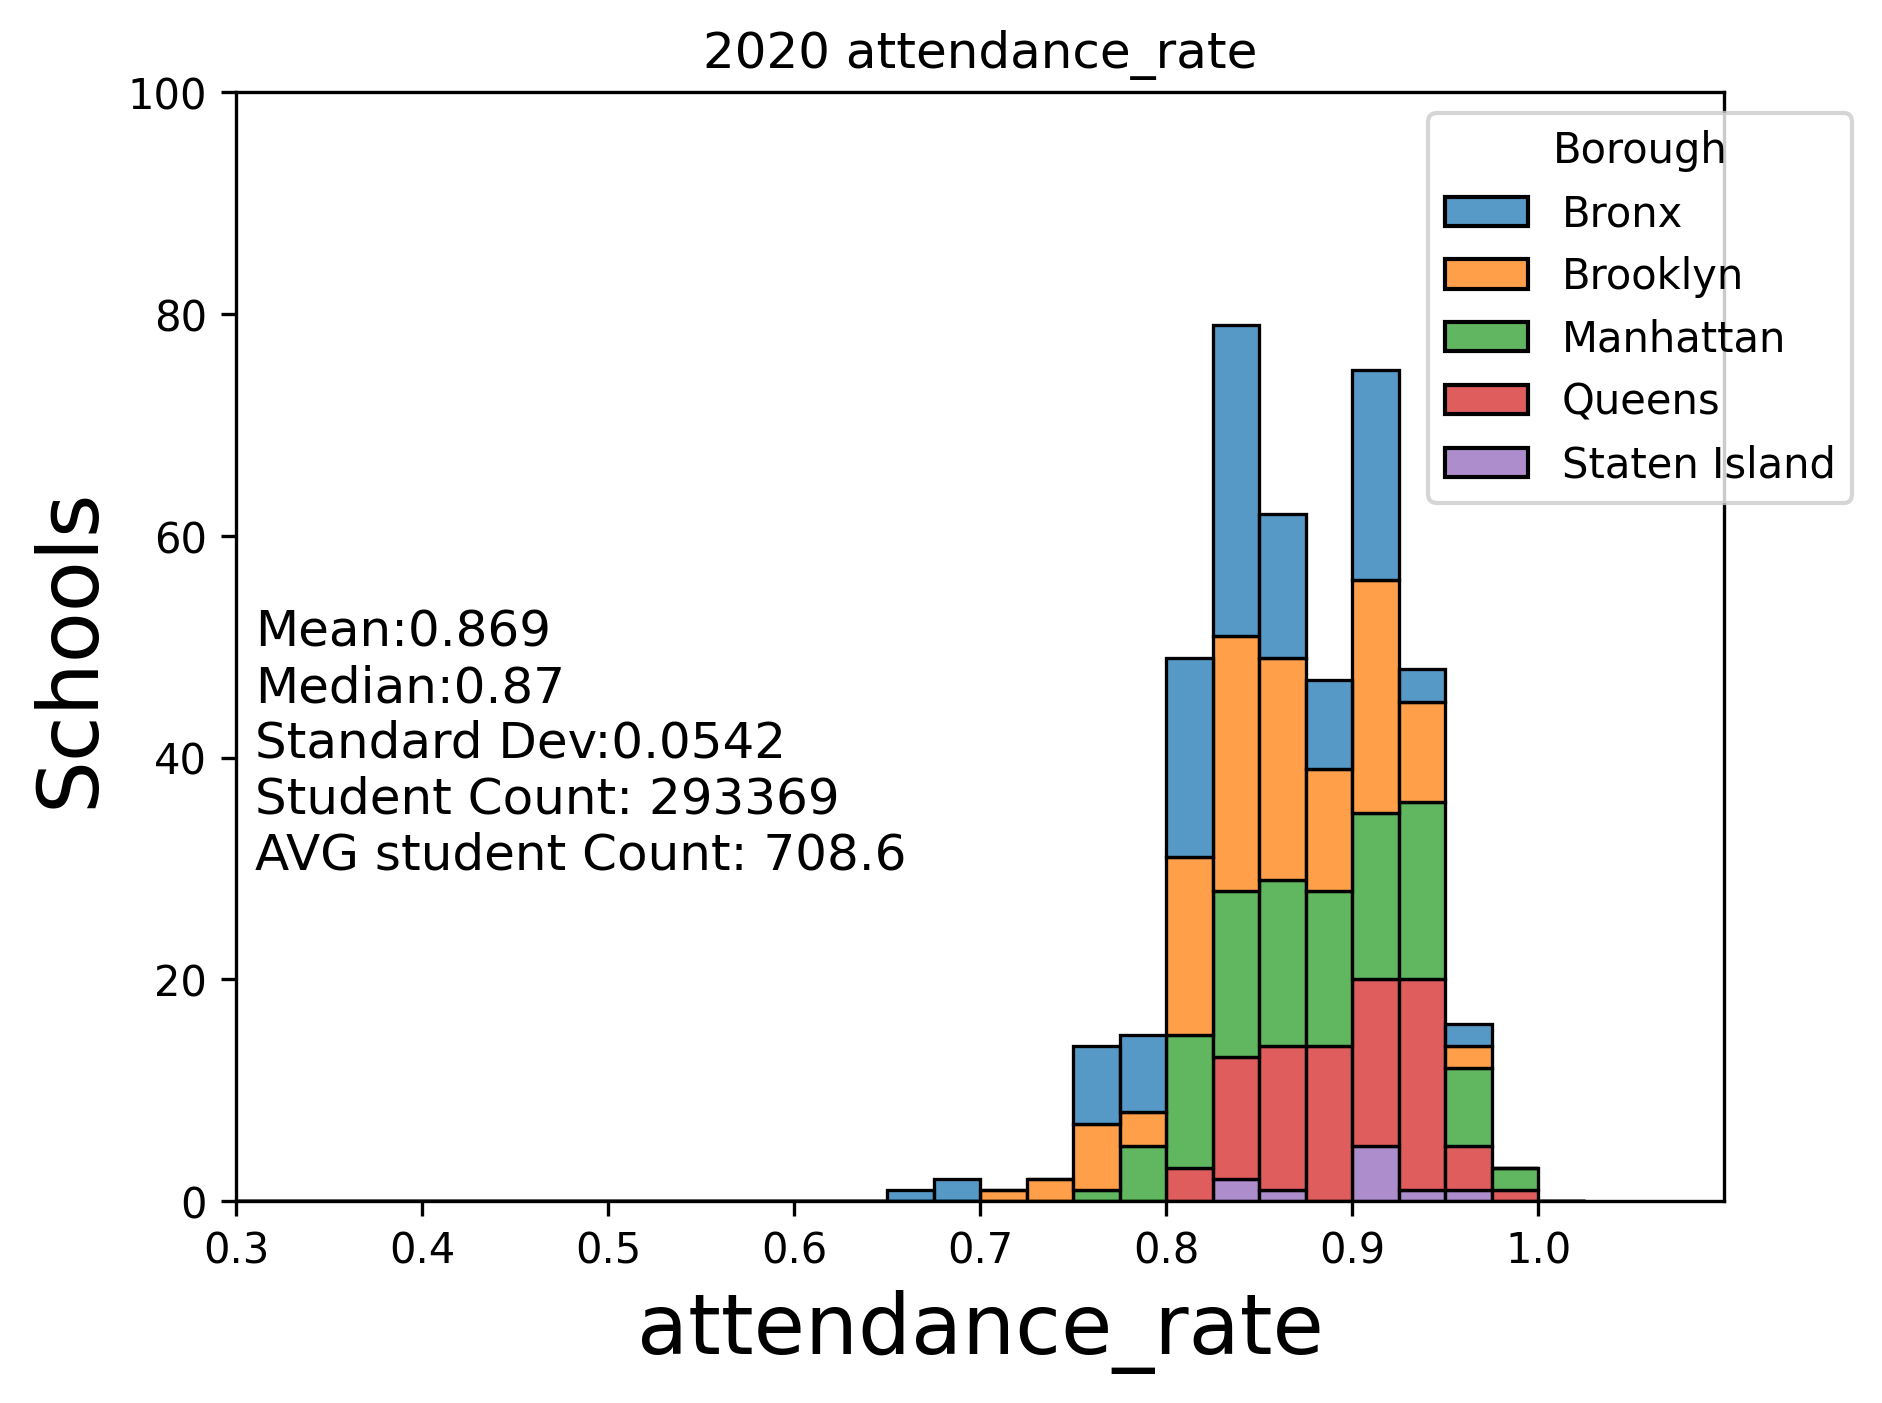 2020 attendance_rate
100
80
60
40
20
0
Schools
Mean:0.869
Median:0.87
Standard Dev:0.0542
Student Count: 293369
AVG student Count: 708.6
Borough
Bronx
Brooklyn
Manhattan
Queens
Staten Island
0.3 0.4 0.5 0.6 0.7 0.8 0.9 1.0
attendance_rate